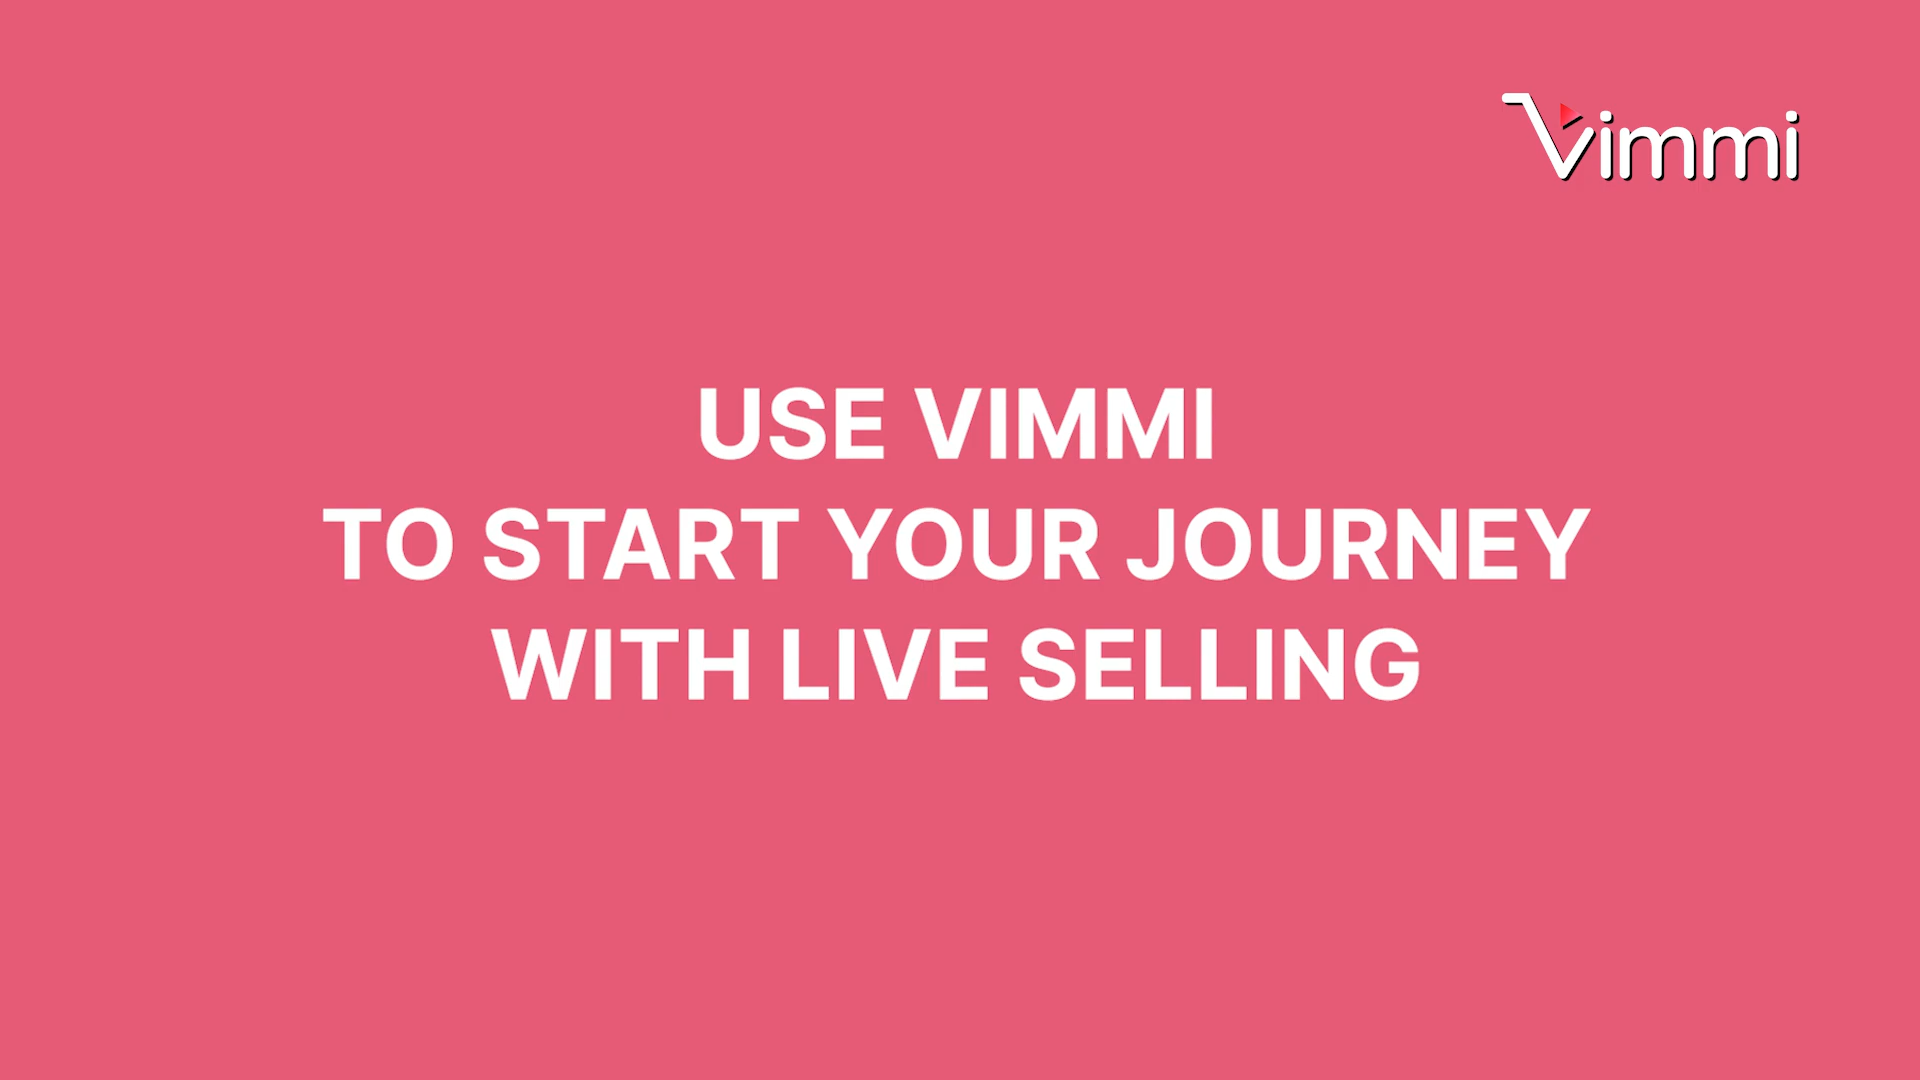 Vimmi
USE VIMMI
TO START YOUR JOURNEY
WITH LIVE SELLING